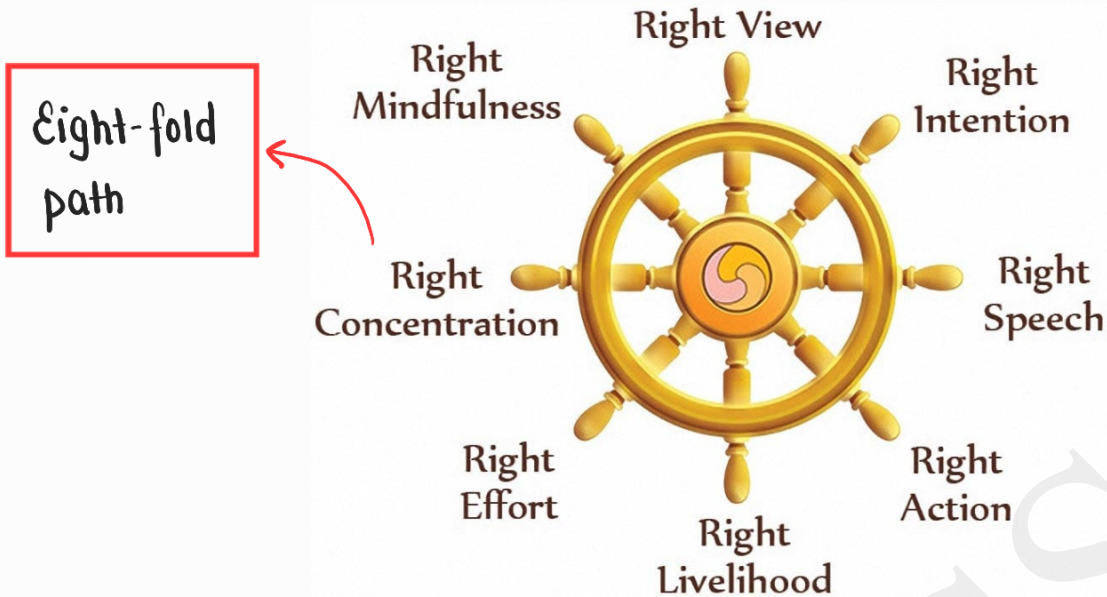 Eight-fold
path
Right View
Right
Intention
Right
Speech
Right
Action
Right
Livelihood
Right
Effort
Right
Concentration
Right
Mindfulness